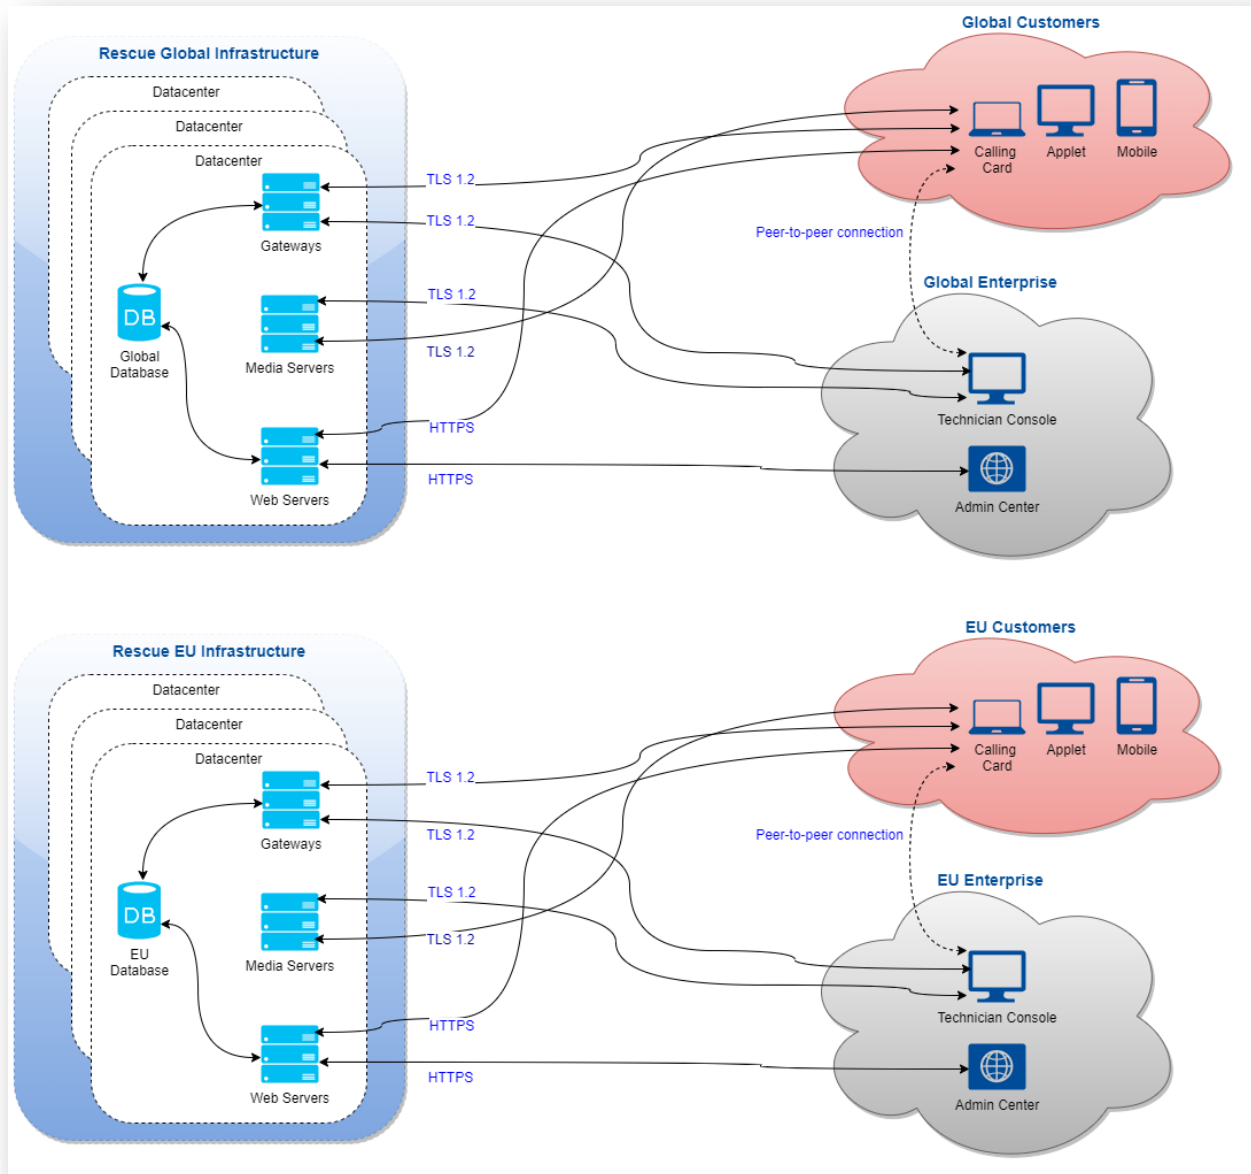 Global Customers
Rescue Global Infrastructure
Datacenter
Datacenter
Datacenter
Calling
Card
Applet
Mobile
TLS 1.2
TLS 1.2
Gateways
Peer-to-peer connection
Global Enterprise
TLS 1.2
DB
Global
Database
Media Servers
TLS 1.2
Technician Console
HTTPS
HTTPS
Web Servers
Admin Center
EU Customers
Rescue EU Infrastructure
Datacenter
Datacenter
Datacenter
Calling
Card
Applet
Mobile
TLS 1.2
TLS 1.2
Gateways
Peer-to-peer connection
EU Enterprise
TLS 1.2
DB
EU
Database
Media Servers
TLS 1.2
Technician Console
HTTPS
HTTPS
Web Servers
Admin Center